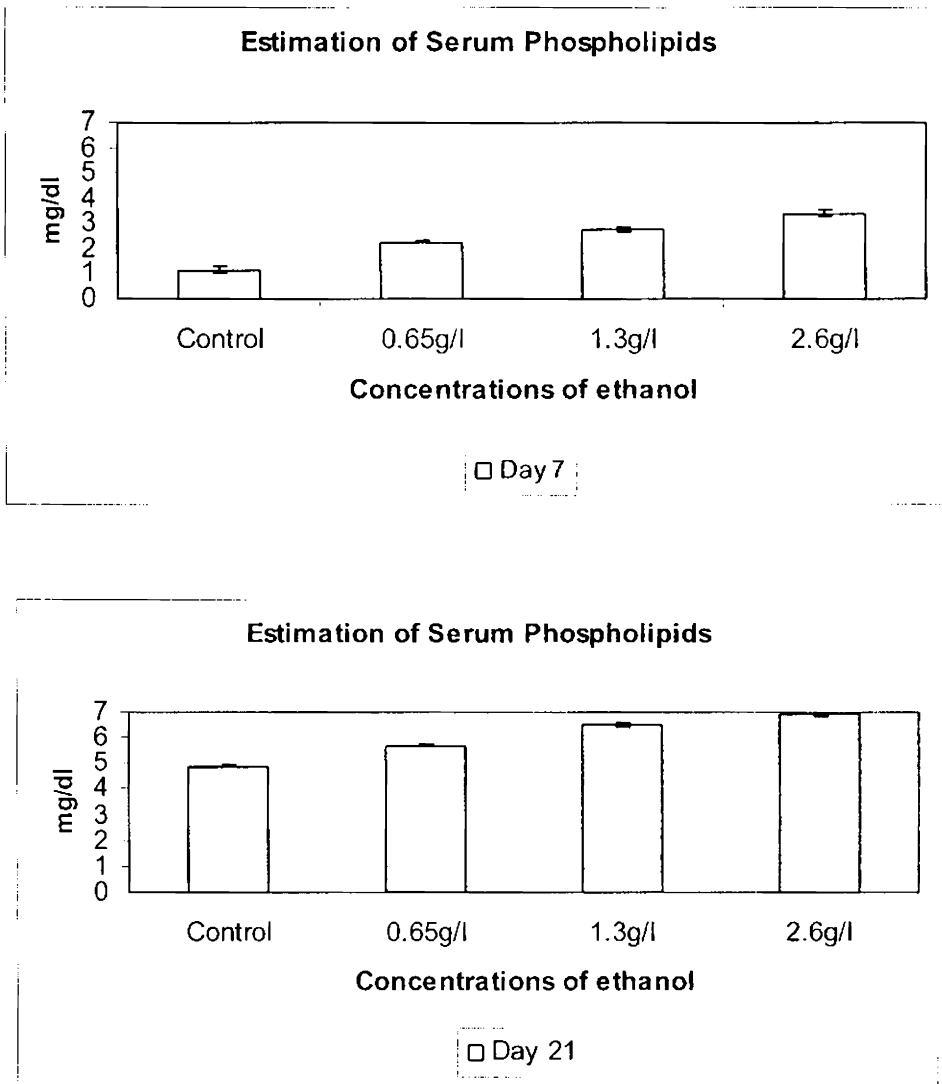 Estimation of Serum Phospholipids
7
6
5
4
3
2
1
0
mg/dl
Control 0.65g/l 1.3g/l 2.6g/l
Concentrations of ethanol
Day 7
Estimation of Serum Phospholipids
7
6
5
4
3
2
1
0
mg/dl
Control 0.65g/l 1.3g/l 2.6g/l
Concentrations of ethanol
Day 21